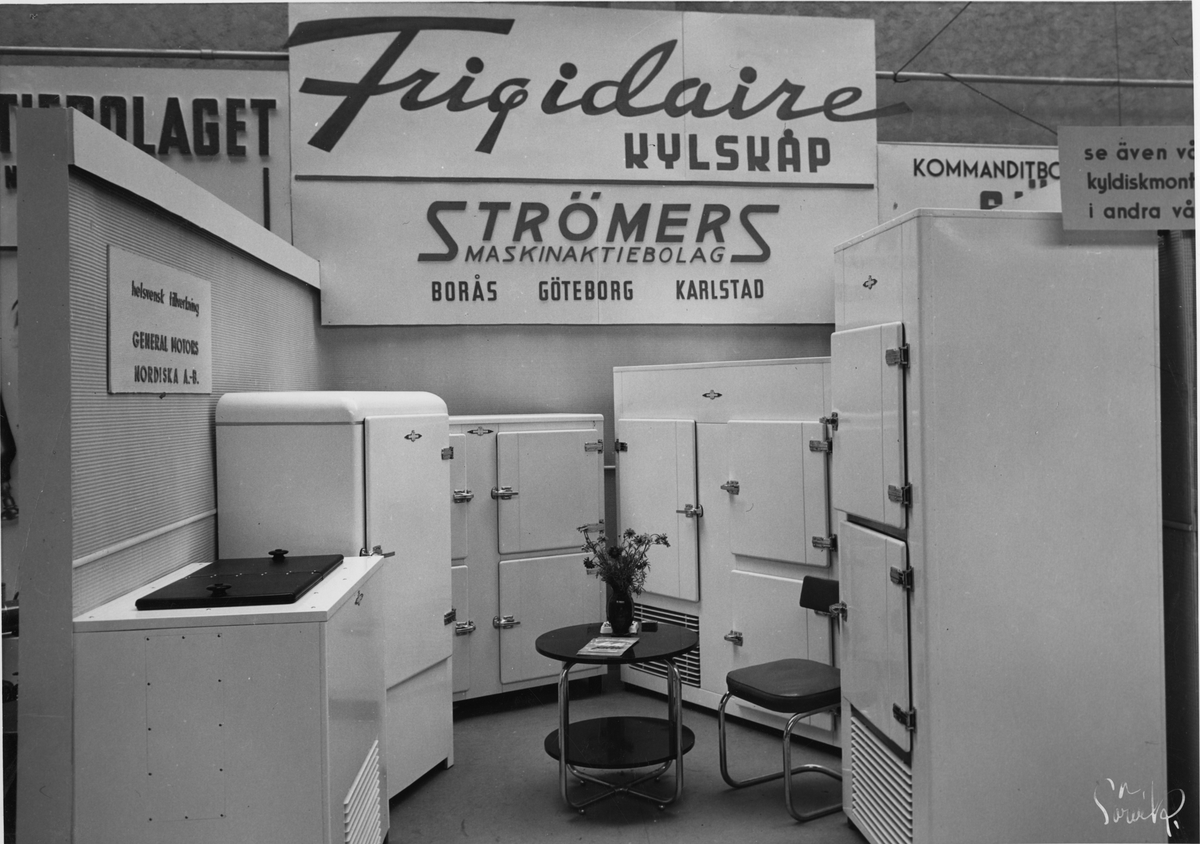 Frigidaire
KYLSKÅP
STRÖMERS
MASKINAKTIEBOLAG
BORÅS GÖTEBORG KARLSTAD
TIEBOLAGET
helsvensk tillverkning
GENERAL MOTORS
NORDISKA A.-B.
KOMMANDITBO
se även vå
kyldiskmont
i andra vå